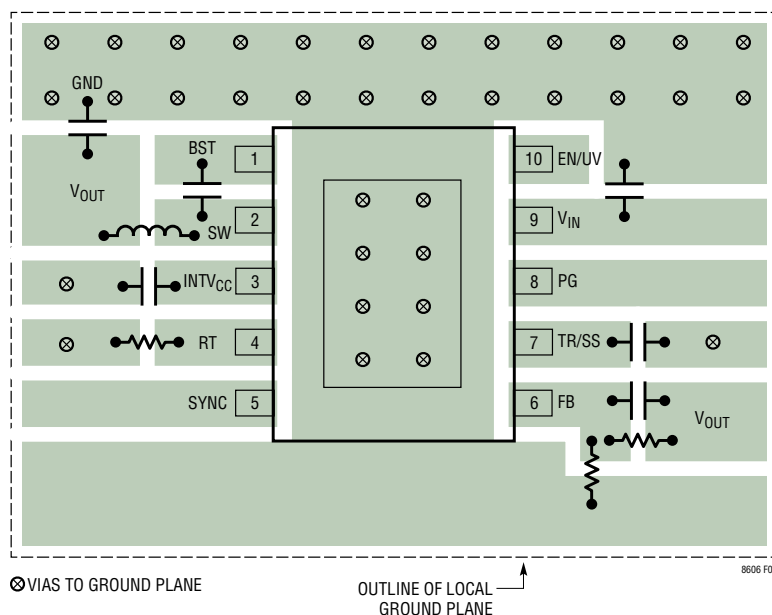 GND
BST
1
10 EN/UV
VOUT
SW 2
9 VIN
INTVCC 3
8 PG
RT 4
7 TR/SS
SYNC 5
6 FB
VOUT
8606 F0
VIAS TO GROUND PLANE
OUTLINE OF LOCAL
GROUND PLANE